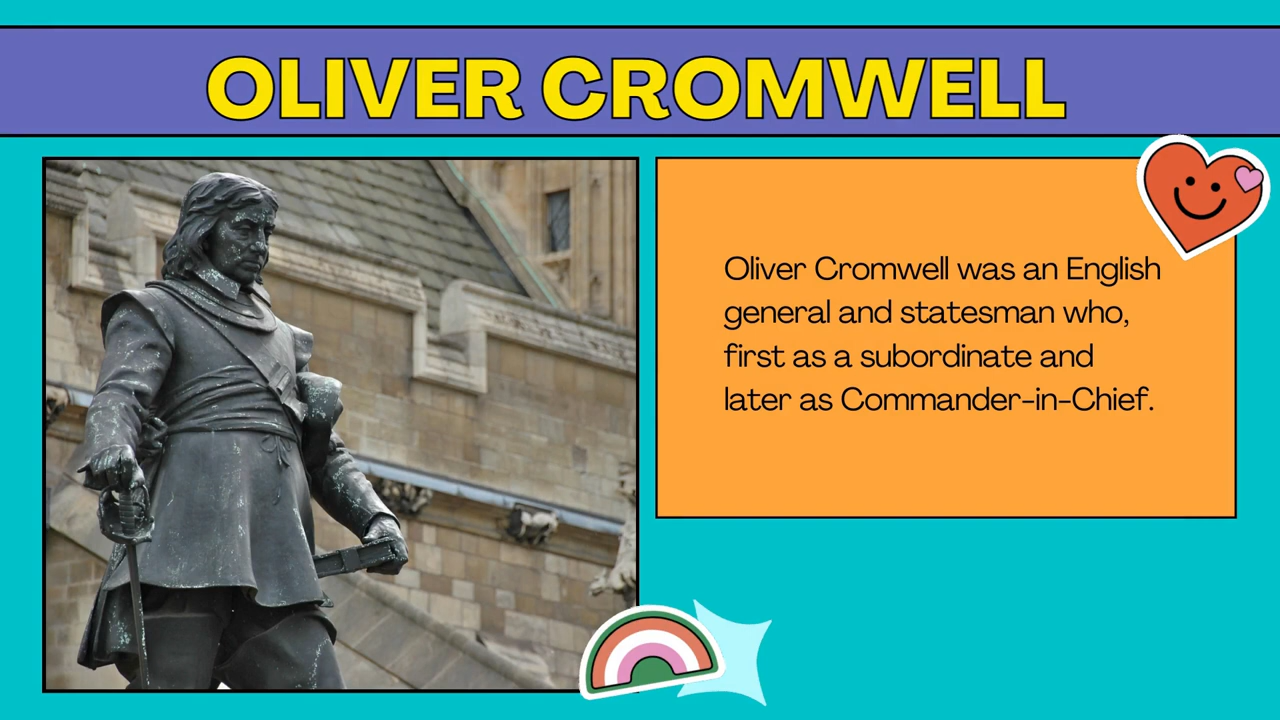 OLIVER CROMWELL
Oliver Cromwell was an English
general and statesman who,
first as a subordinate and
later as Commander-in-Chief.